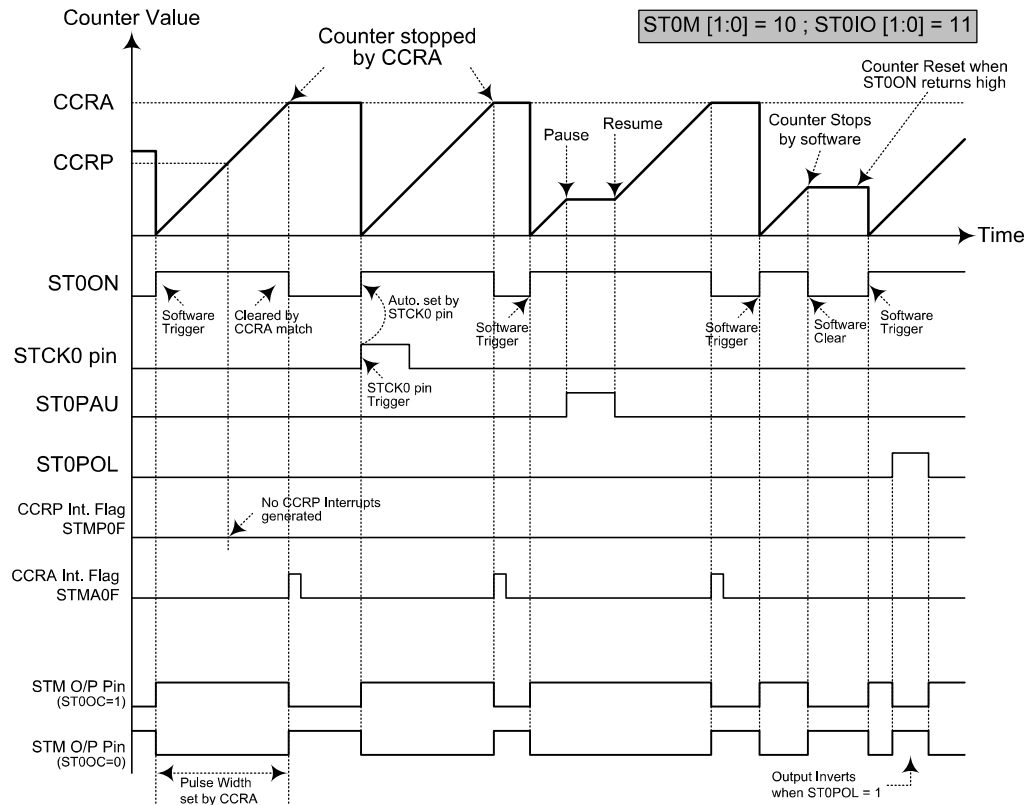 Counter Value
ST0M [1:0] = 10 ; ST0IO [1:0] = 11
Counter stopped
by CCRA
Counter Reset when
ST0ON returns high
CCRA
Pause
Resume
Counter Stops
by software
CCRP
Time
ST0ON
Software
Trigger
Cleared by
CCRA match
Auto. set by
STCK0 pin
Software
Trigger
Software
Trigger
Software
Clear
Software
Trigger
STCK0 pin
STCK0 pin
Trigger
ST0PAU
ST0POL
CCRP Int. Flag
STMP0F
No CCRP Interrupts
generated
CCRA Int. Flag
STMA0F
STM O/P Pin
(ST0OC=1)
STM O/P Pin
(ST0OC=0)
Pulse Width
set by CCRA
Output Inverts
when ST0POL = 1